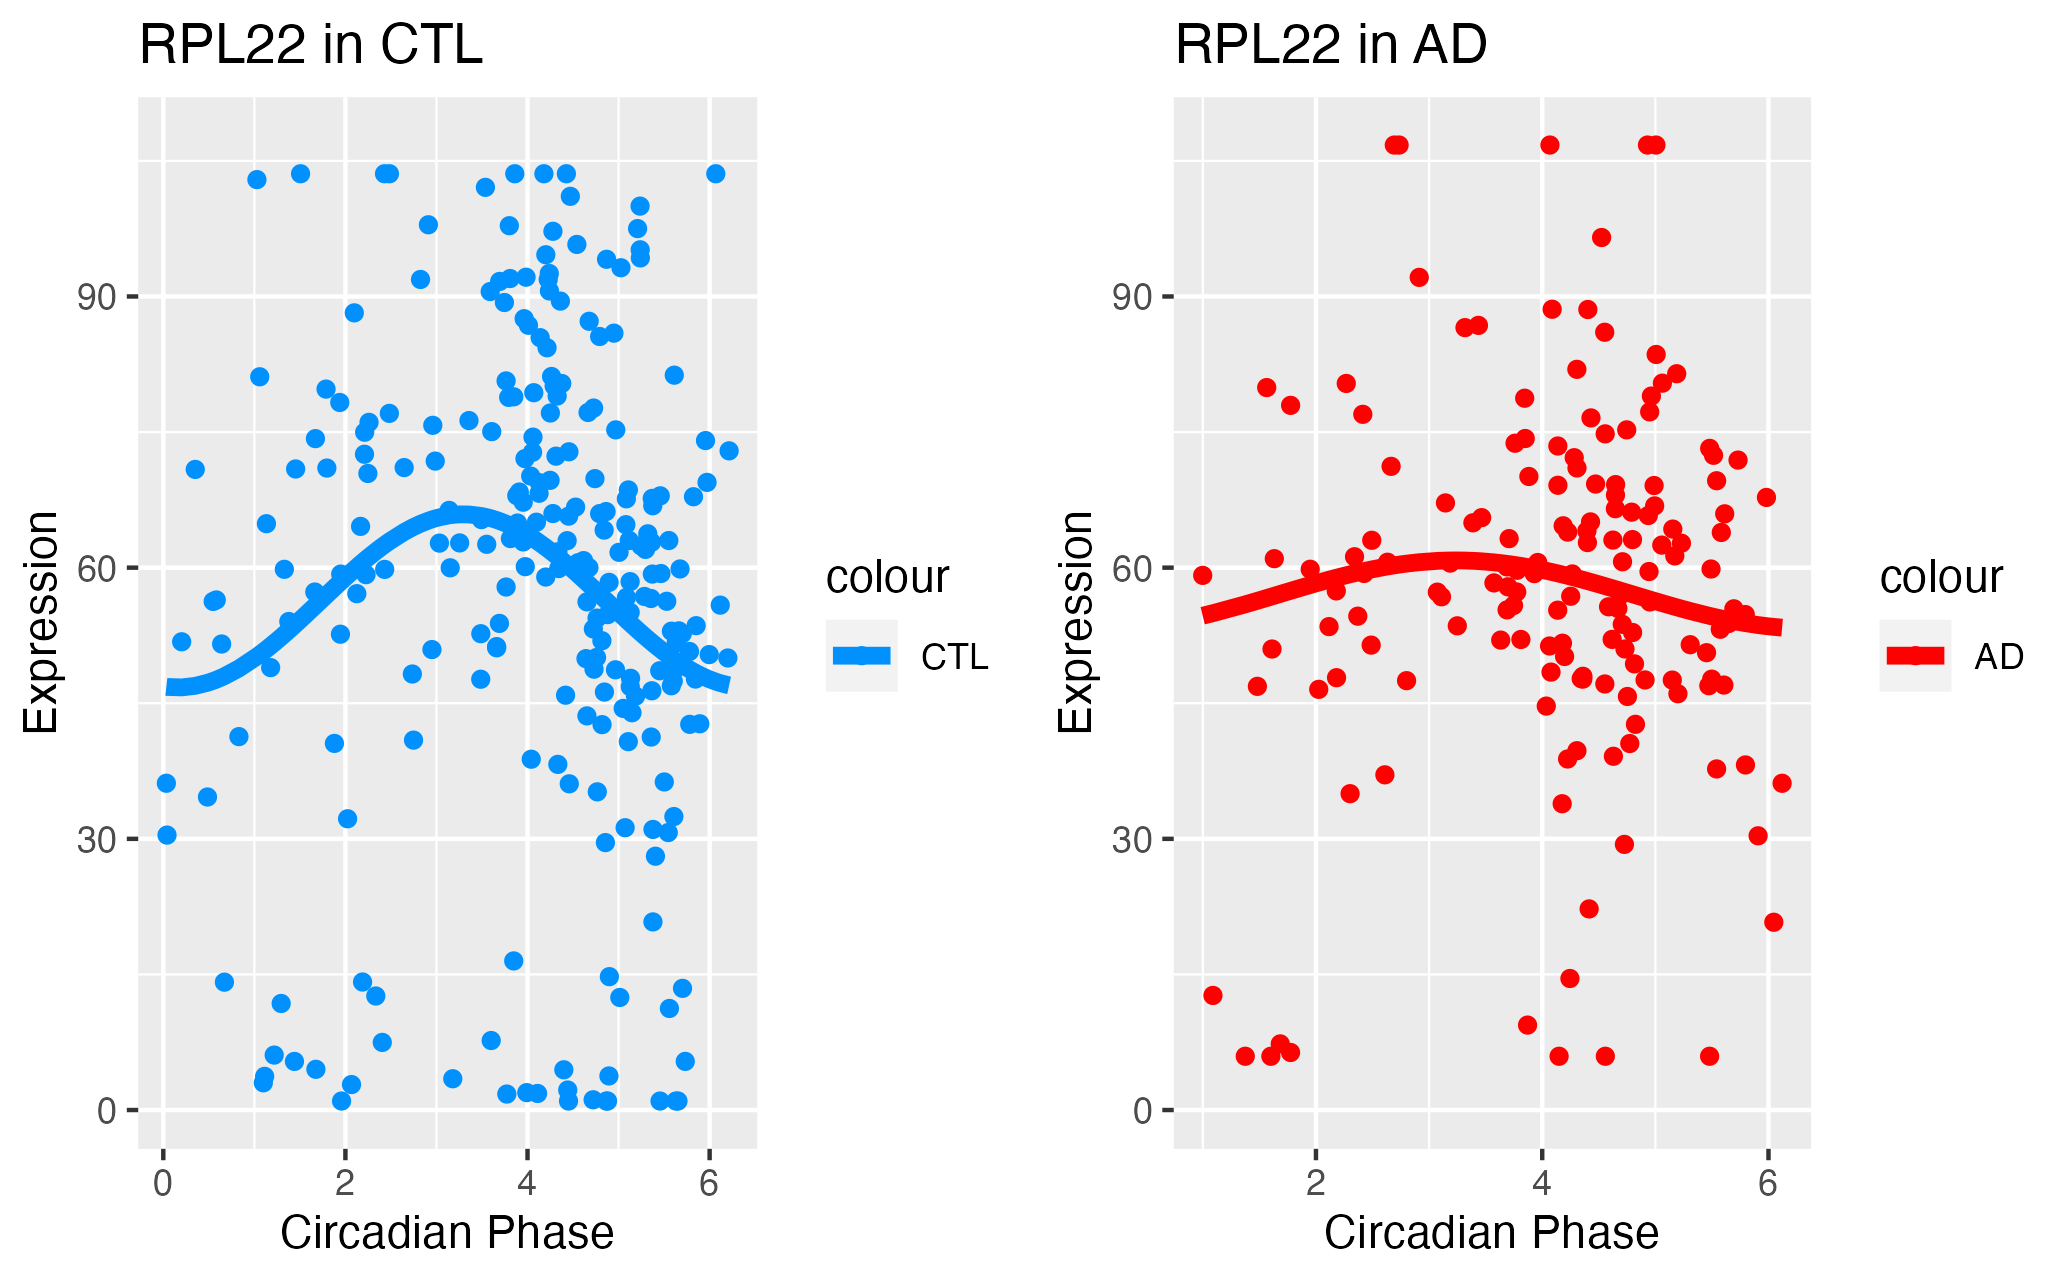 RPL22 in CTL
90
60
30
0
Expression
0 2 4 6
Circadian Phase
colour
CTL
RPL22 in AD
90
60
30
0
Expression
2 4 6
Circadian Phase
colour
AD